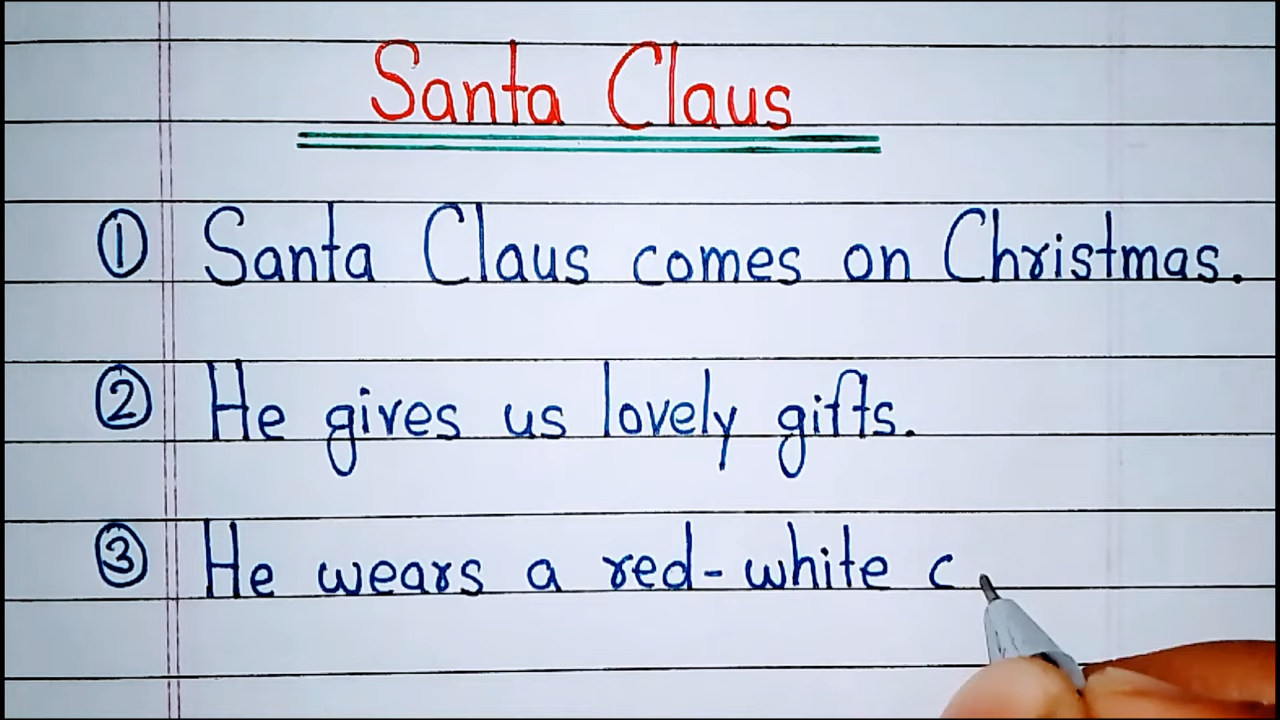 Santa Claus
① Santa Claus comes on Christmas.
② He gives us lovely gifts.
③ He wears a red-white c